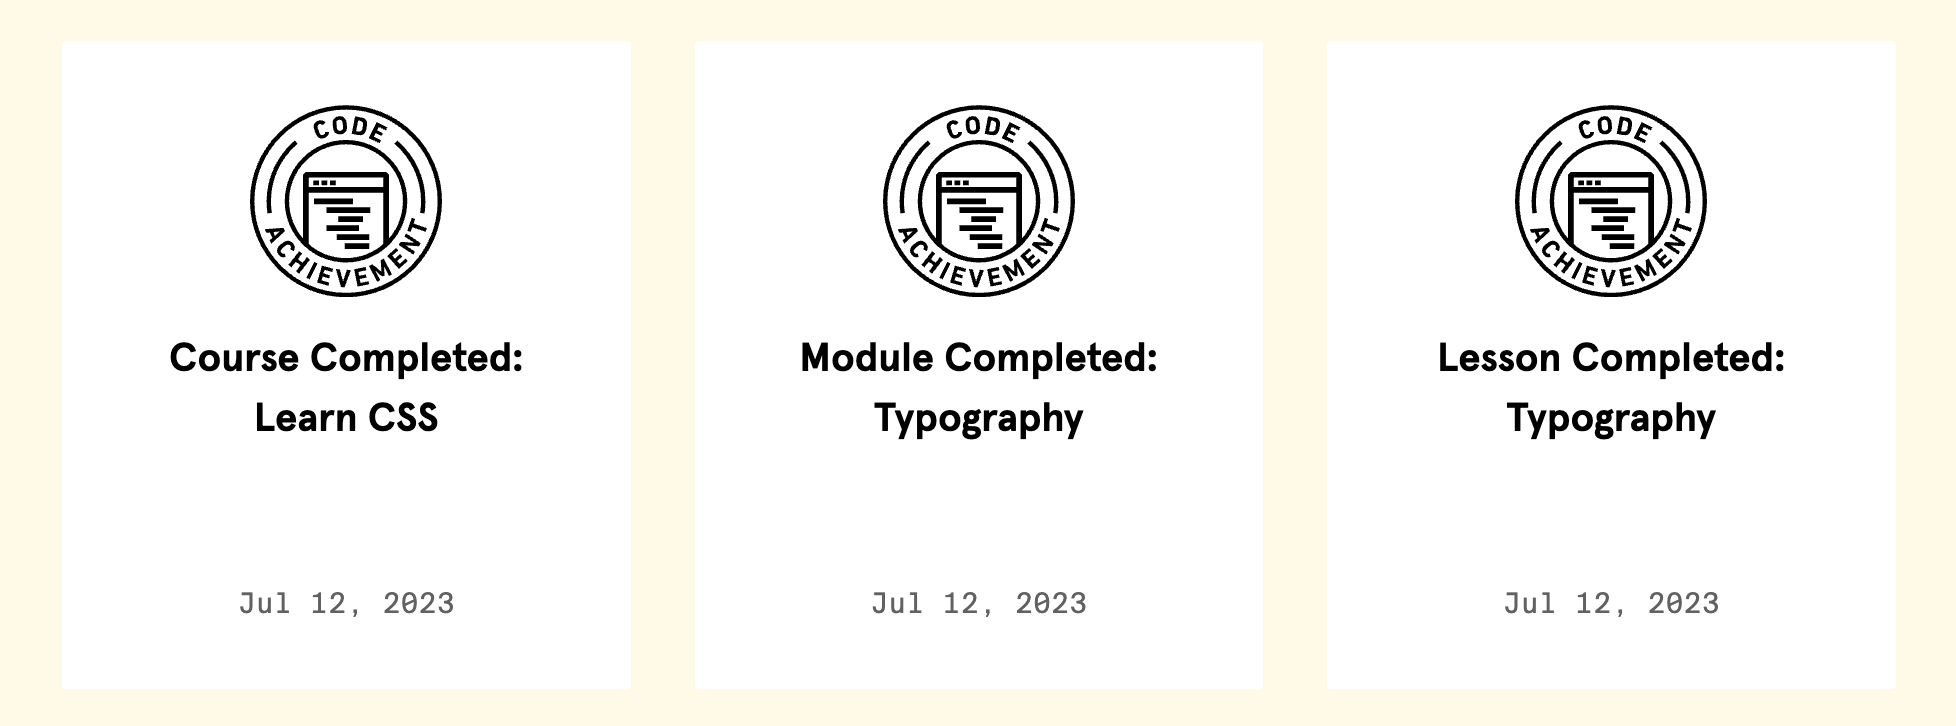 CODE
ACHIEVEMENT
Course Completed:
Learn CSS
Jul 12, 2023
CODE
ACHIEVEMENT
Module Completed:
Typography
Jul 12, 2023
CODE
ACHIEVEMENT
Lesson Completed:
Typography
Jul 12, 2023